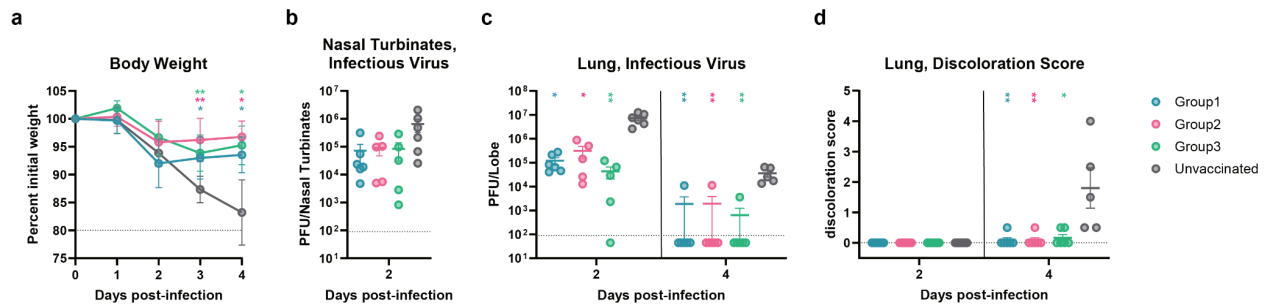 a
Body Weight
Percent initial weight
105
100
95
90
85
80
75
**
**
*
*
*
*
0
1
2
3
4
Days post-infection
b
Nasal Turbinates,
Infectious Virus
PFU/Nasal Turbinates
10⁷
10⁶
10⁵
10⁴
10³
10²
10¹
2
Days post-infection
c
Lung, Infectious Virus
PFU/Lobe
10⁸
10⁷
10⁶
10⁵
10⁴
10³
10²
10¹
*
*
**
**
**
**
2
4
Days post-infection
d
Lung, Discoloration Score
discoloration score
5
4
3
2
1
0
**
**
*
2
4
Days post-infection
Group1
Group2
Group3
Unvaccinated